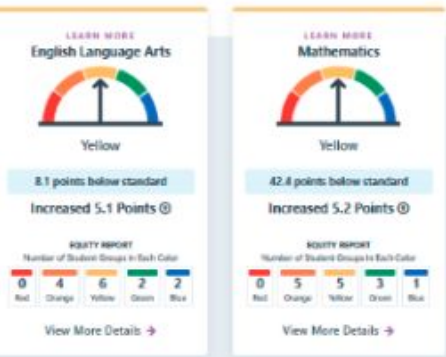 LEARN MORE
English Language Arts
Yellow
8.1 points below standard
Increased 5.1 Points
EQUITY REPORT
Number of Student Groups in Each Color
0 4 6 2 2
Red Orange Yellow Green Blue
View More Details →
LEARN MORE
Mathematics
Yellow
42.4 points below standard
Increased 5.2 Points
EQUITY REPORT
Number of Student Groups in Each Color
0 5 5 3 1
Red Orange Yellow Green Blue
View More Details →